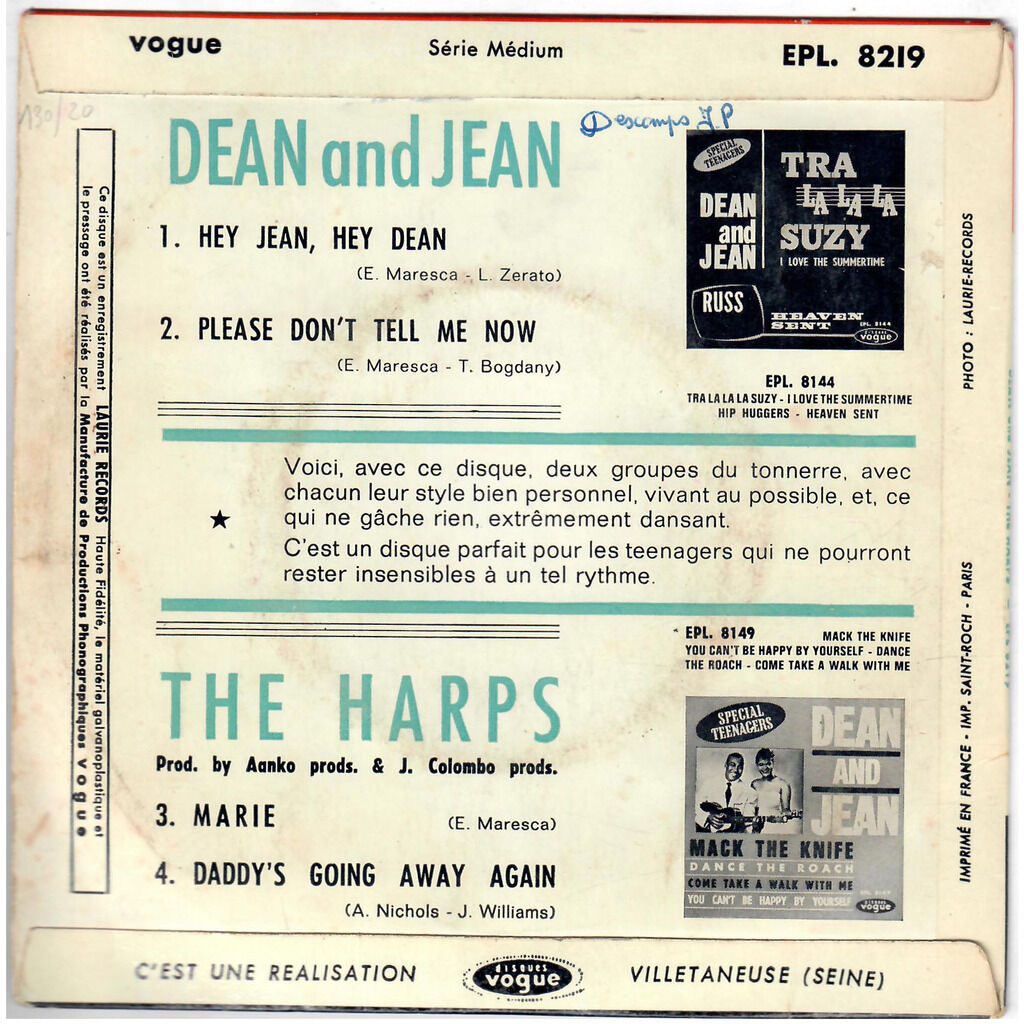 vogue Série Médium EPL. 8219
130/20
Descamps J.P
DEAN and JEAN
1. HEY JEAN, HEY DEAN
(E. Maresca - L. Zerato)
2. PLEASE DON'T TELL ME NOW
(E. Maresca - T. Bogdany)
SPECIAL
TEENAGERS
DEAN
and
JEAN
TRA
LA LA LA
SUZY
I LOVE THE SUMMERTIME
RUSS
HEAVEN
SENT
EPL. 8144
vogue
EPL. 8144
TRA LA LA LA SUZY - I LOVE THE SUMMERTIME
HIP HUGGERS - HEAVEN SENT
Voici, avec ce disque, deux groupes du tonnerre, avec
chacun leur style bien personnel, vivant au possible, et, ce
qui ne gâche rien, extrêmement dansant.
C'est un disque parfait pour les teenagers qui ne pourront
rester insensibles à un tel rythme.
THE HARPS
Prod. by Aanko prods. & J. Colombo prods.
3. MARIE (E. Maresca)
4. DADDY'S GOING AWAY AGAIN
(A. Nichols - J. Williams)
EPL. 8149 MACK THE KNIFE
YOU CAN'T BE HAPPY BY YOURSELF - DANCE
THE ROACH - COME TAKE A WALK WITH ME
SPECIAL
TEENAGERS
DEAN
AND
JEAN
MACK THE KNIFE
DANCE THE ROACH
COME TAKE A WALK WITH ME
YOU CAN'T BE HAPPY BY YOURSELF
vogue
Ce disque est un enregistrement LAURIE RECORDS Haute Fidélité, le matériel galvanoplastique et
le pressage ont été réalisés par la Manufacture de Productions Phonographiques Vogue
PHOTO : LAURIE-RECORDS
IMPRIMÉ EN FRANCE - IMP. SAINT-ROCH - PARIS
C'EST UNE REALISATION disques vogue VILLETANEUSE (SEINE)